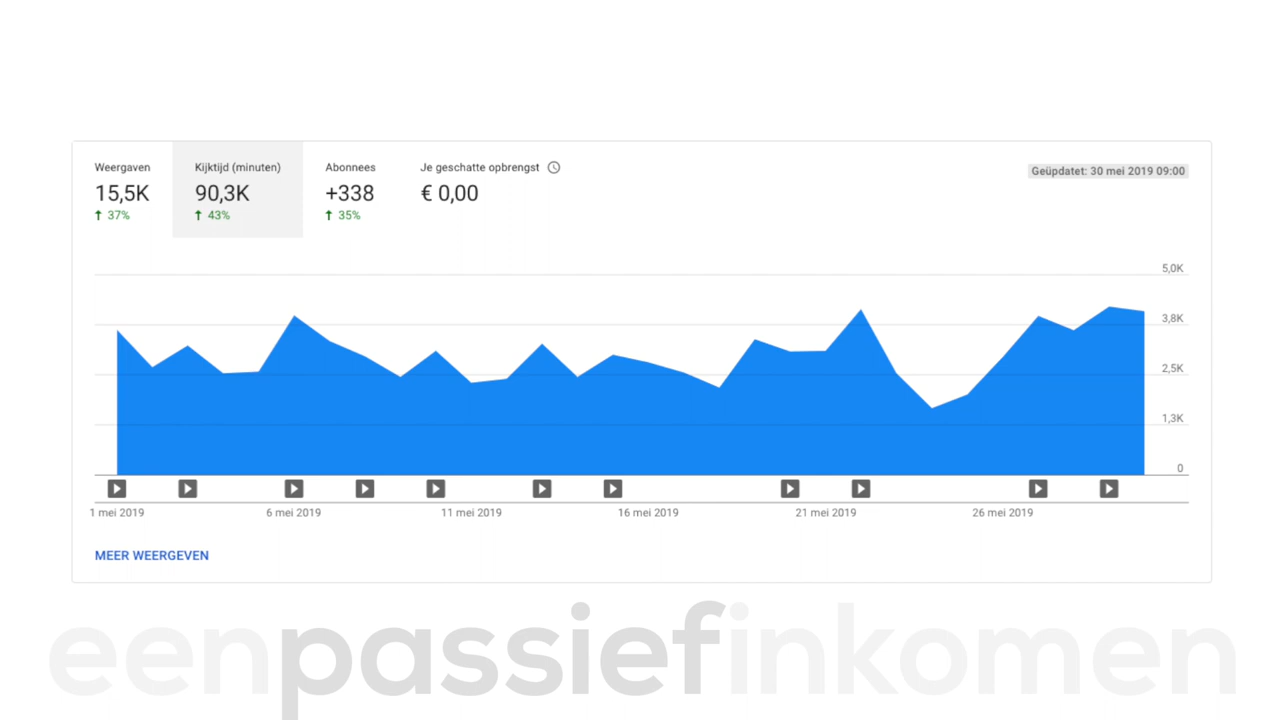 Weergaven
Kijktijd (minuten)
Abonnees
Je geschatte opbrengst
Geüpdatet: 30 mei 2019 09:00
15,5K
90,3K
+338
€ 0,00
37%
43%
35%
5,0K
3,8K
2,5K
1,3K
0
1 mei 2019
6 mei 2019
11 mei 2019
16 mei 2019
21 mei 2019
26 mei 2019
MEER WEERGEVEN
eenpassiefinkomen